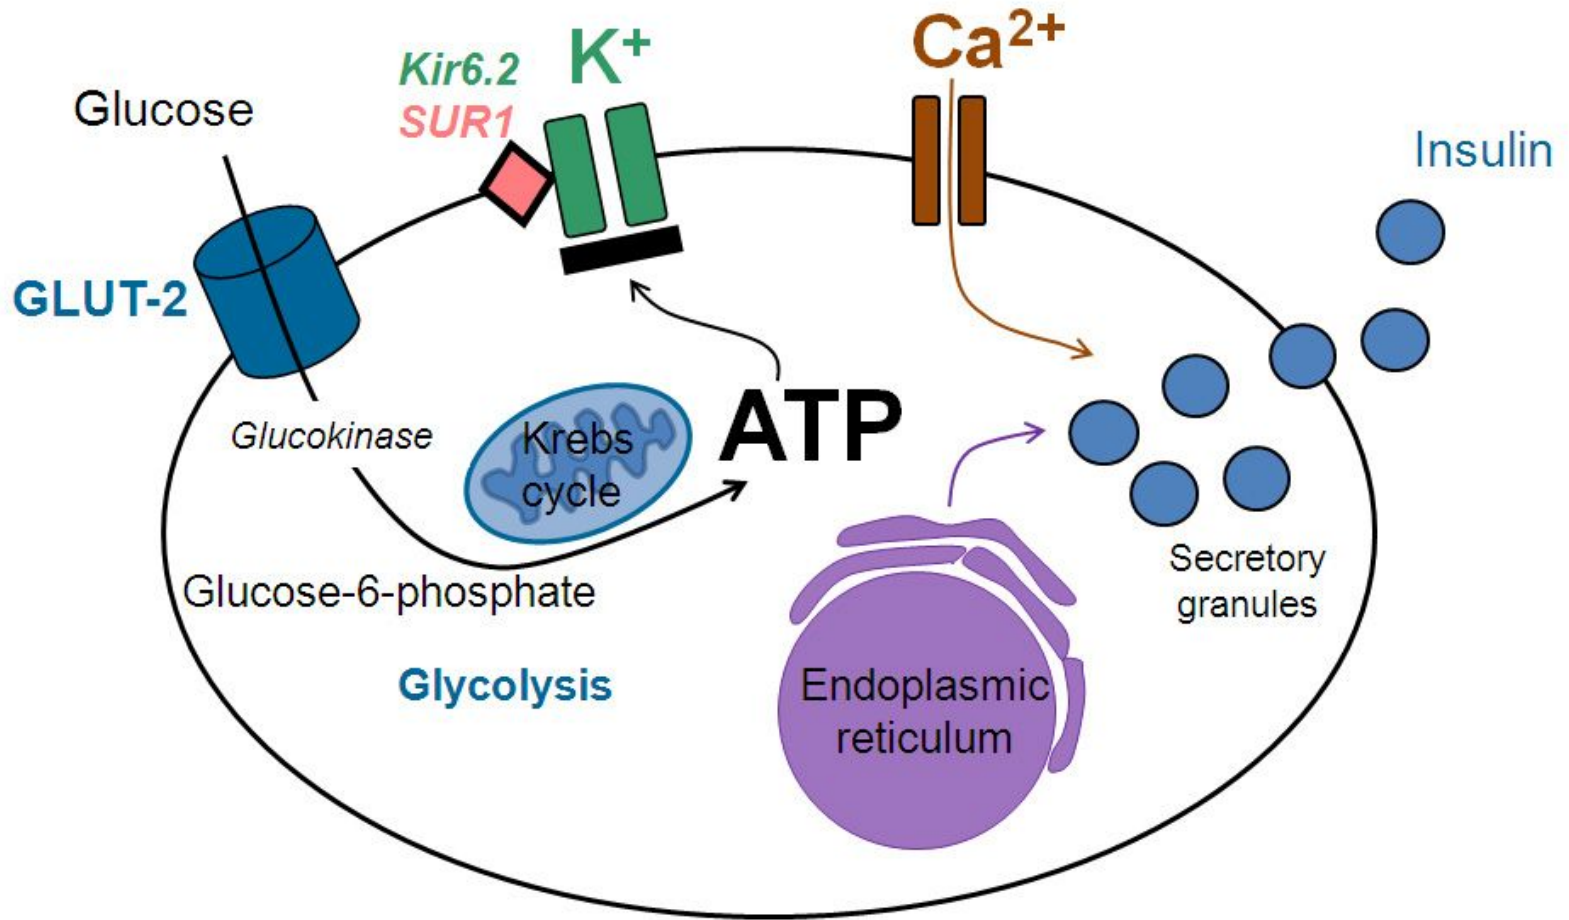 Kir6.2
SUR1
K⁺
Ca²⁺
Glucose
Insulin
GLUT-2
Glucokinase
Krebs
cycle
ATP
Glucose-6-phosphate
Secretory
granules
Glycolysis
Endoplasmic
reticulum